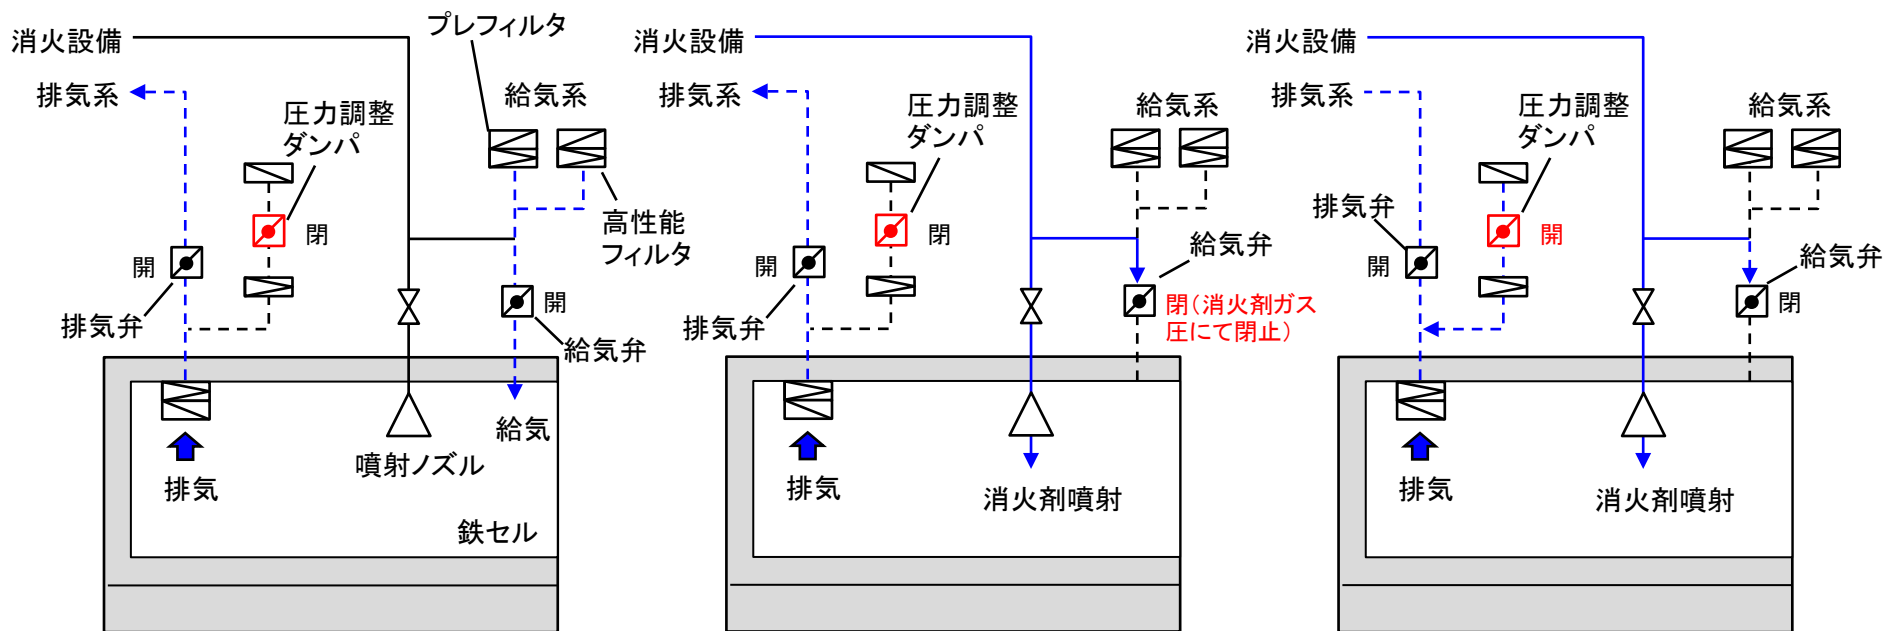 消火設備
プレフィルタ
排気系
圧力調整
ダンパ
給気系
閉
高性能
フィルタ
開
開
排気弁
給気弁
給気
噴射ノズル
排気
鉄セル
消火設備
排気系
圧力調整
ダンパ
給気系
閉
給気弁
開
閉(消火剤ガス
圧にて閉止)
排気弁
排気
消火剤噴射
消火設備
排気系
圧力調整
ダンパ
給気系
排気弁
開
給気弁
開
閉
排気
消火剤噴射